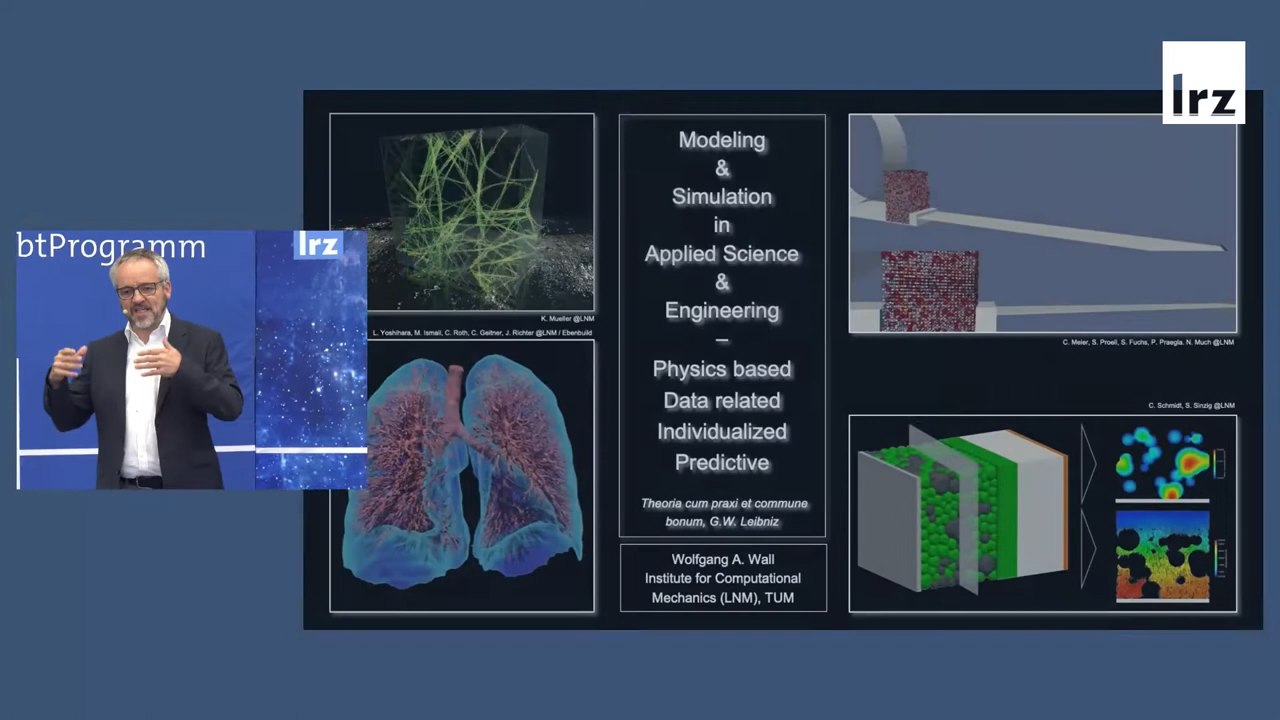 lrz
btProgramm
lrz
K. Mueller @LNM
L. Yoshihara, M. Ismail, C. Roth, C. Geitner, J. Richter @LNM / Ebenbuild
Modeling
&
Simulation
in
Applied Science
&
Engineering
–
Physics based
Data related
Individualized
Predictive
Theoria cum praxi et commune
bonum, G.W. Leibniz
Wolfgang A. Wall
Institute for Computational
Mechanics (LNM), TUM
C. Meier, S. Proell, S. Fuchs, P. Praegla. N. Much @LNM
C. Schmidt, S. Sinzig @LNM